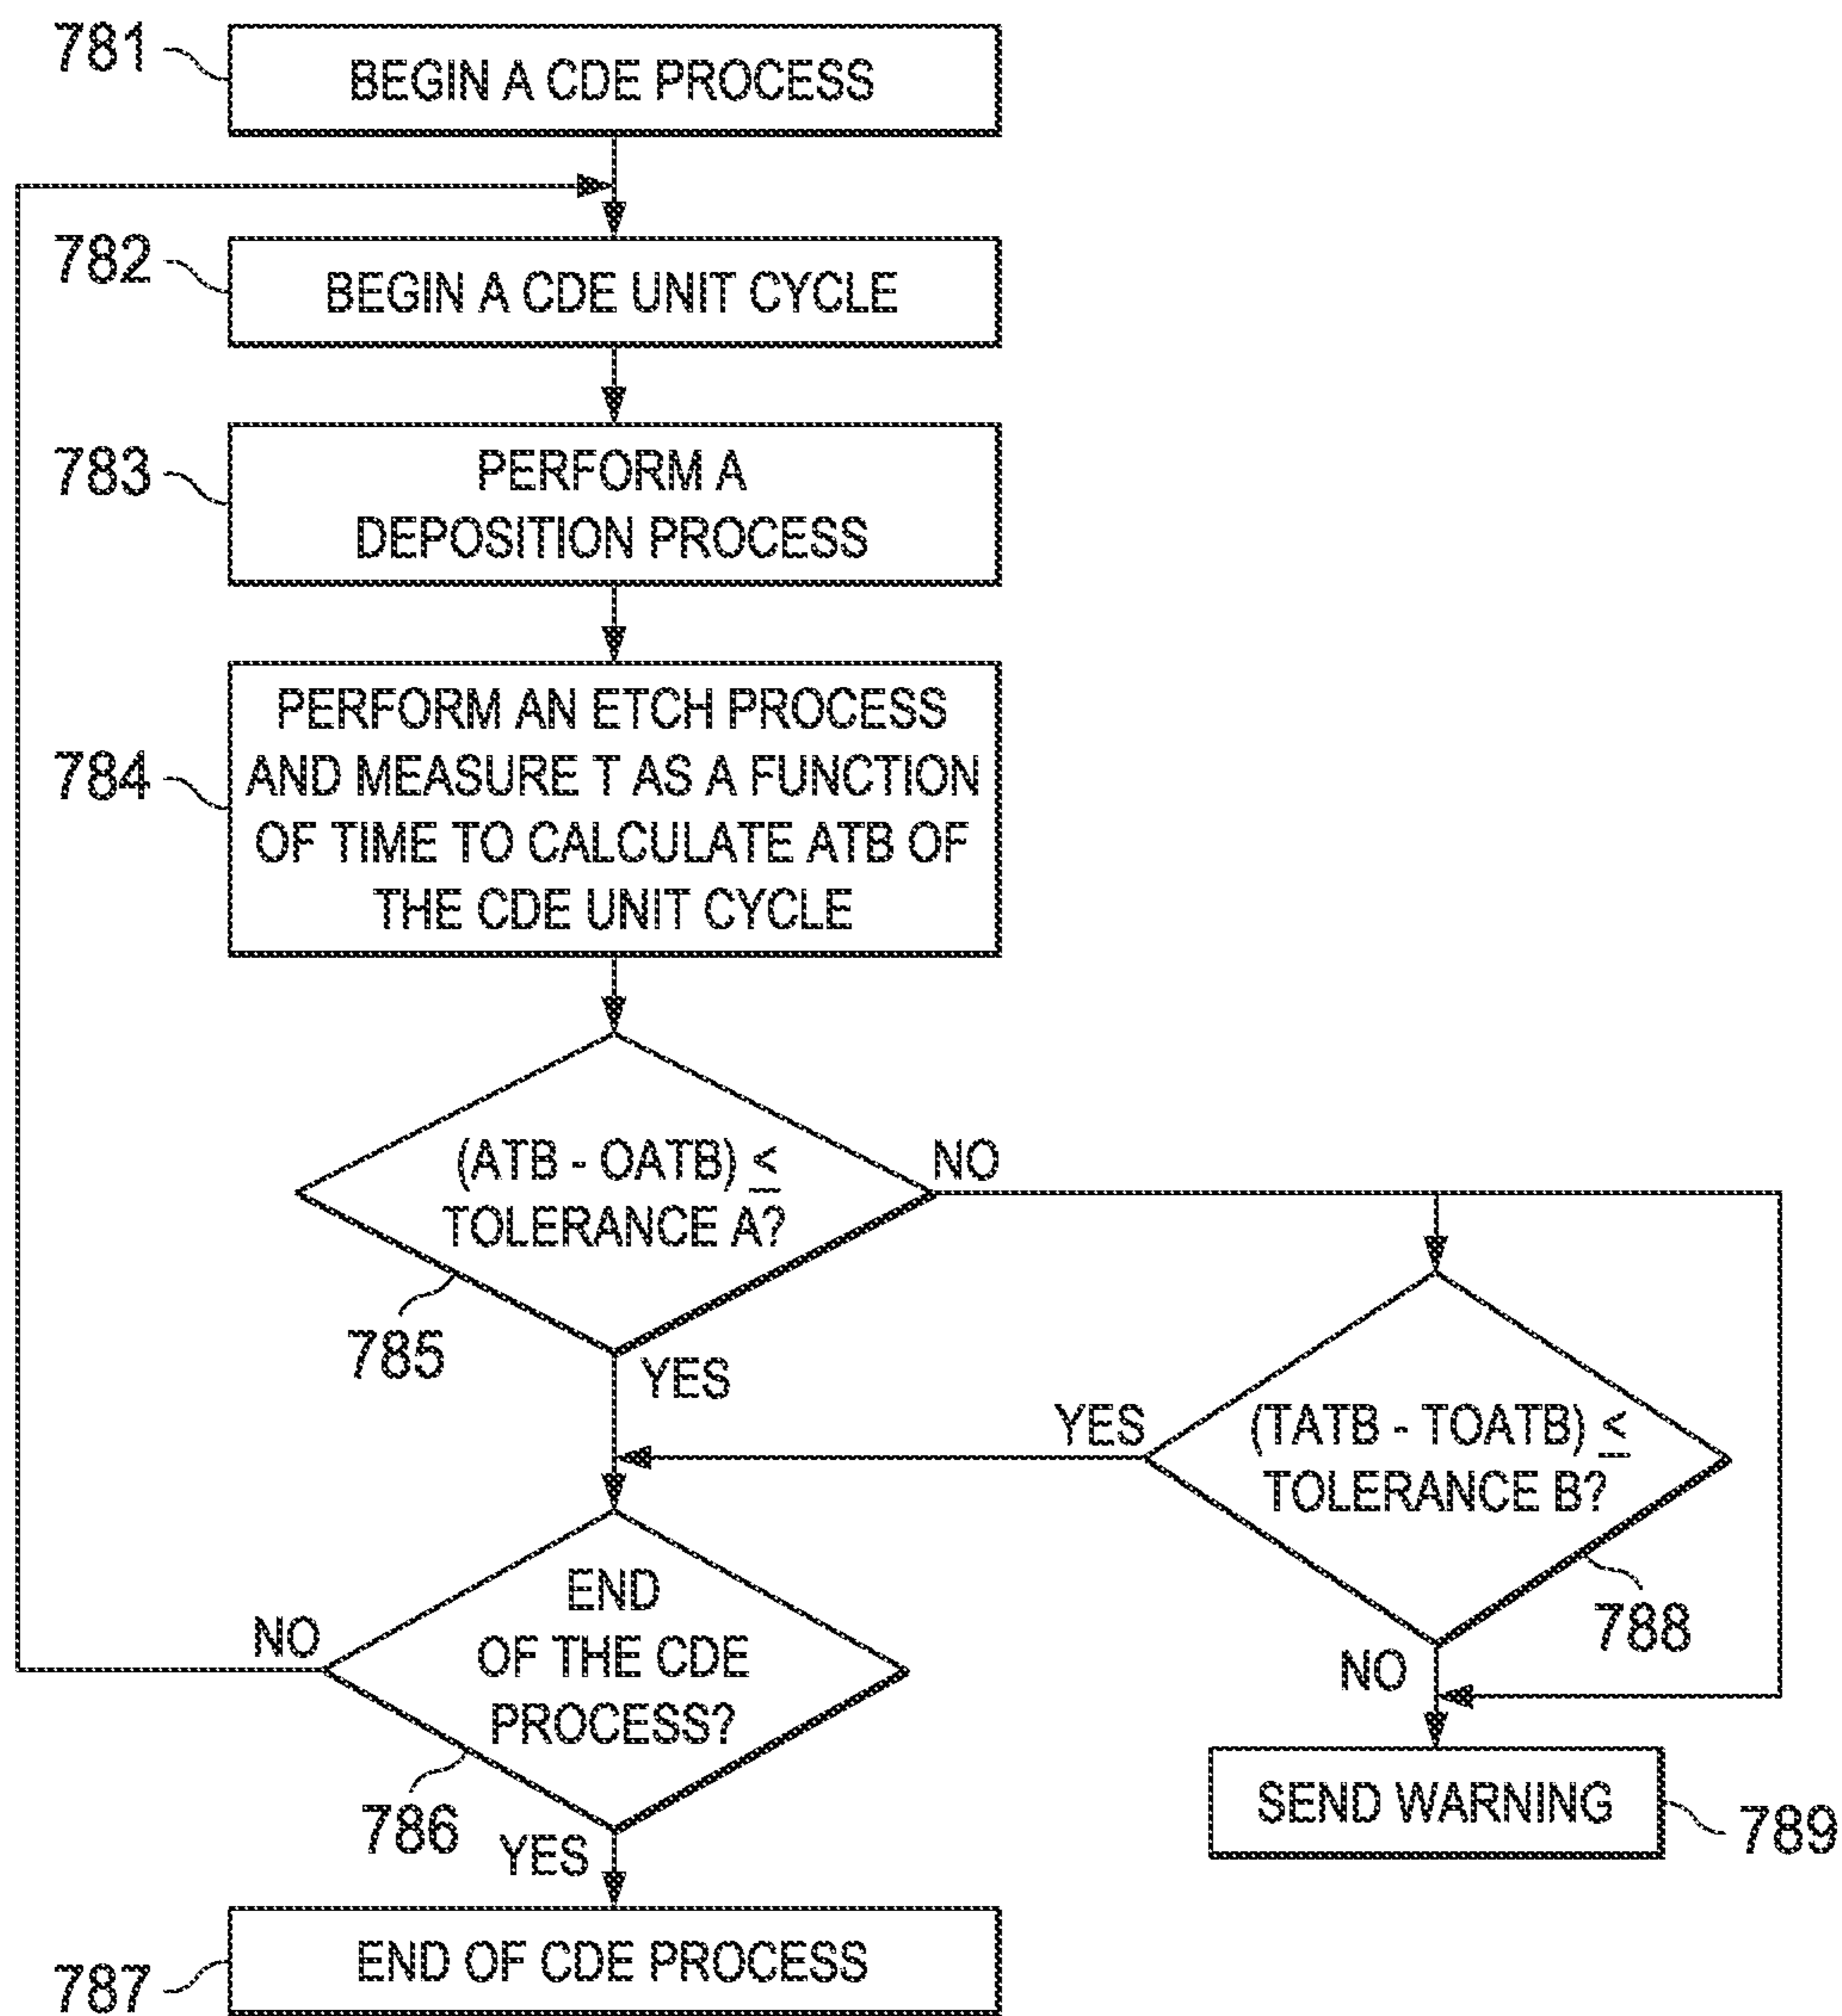 781
BEGIN A CDE PROCESS
782
BEGIN A CDE UNIT CYCLE
783
PERFORM A
DEPOSITION PROCESS
784
PERFORM AN ETCH PROCESS
AND MEASURE T AS A FUNCTION
OF TIME TO CALCULATE ATB OF
THE CDE UNIT CYCLE
(ATB - OATB) ≤
TOLERANCE A?
NO
785
YES
YES
(TATB - TOATB) ≤
TOLERANCE B?
788
NO
NO
END
OF THE CDE
PROCESS?
786
YES
SEND WARNING
789
787
END OF CDE PROCESS